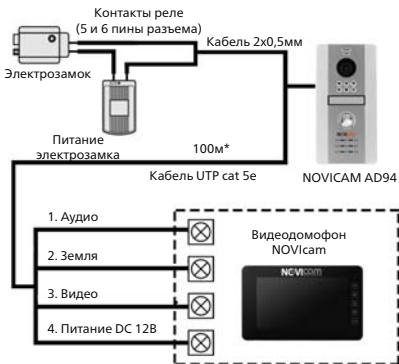 Контакты реле
(5 и 6 пины разъема)
Кабель 2x0,5мм
Электрозамок
Питание
электрозамка
100м*
Кабель UTP cat 5e
NOVICAM AD94
1. Аудио
2. Земля
3. Видео
4. Питание DC 12В
Видеодомофон
NOVIcam
NOVIcam